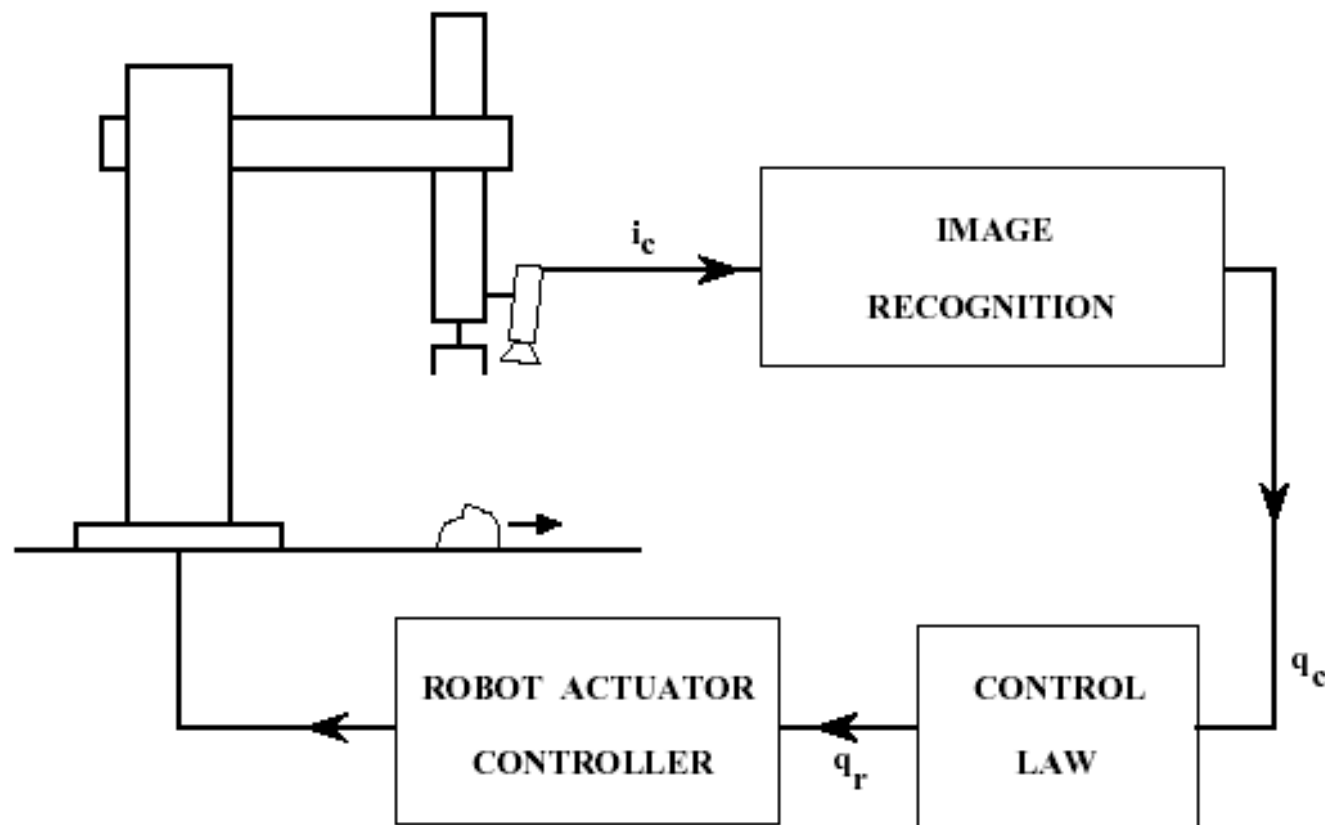 i_c
IMAGE
RECOGNITION
q_c
ROBOT ACTUATOR
CONTROLLER
q_r
CONTROL
LAW